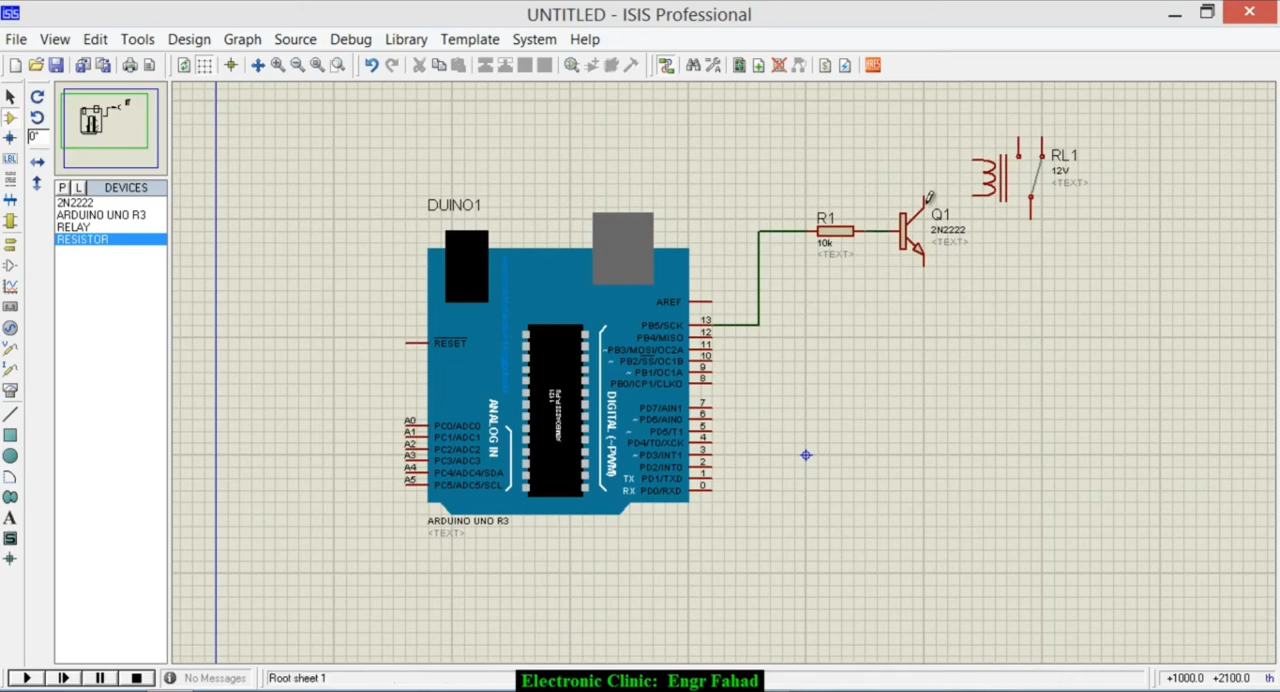 isis
UNTITLED - ISIS Professional
File View Edit Tools Design Graph Source Debug Library Template System Help
0°
LBL
P L DEVICES
2N2222
ARDUINO UNO R3
RELAY
RESISTOR
A
S
DUINO1
AREF
RESET
PB5/SCK 13
PB4/MISO 12
~PB3/MOSI/OC2A 11
~ PB2/SS/OC1B 10
~ PB1/OC1A 9
PB0/ICP1/CLKO 8
PD7/AIN1 7
~ PD6/AIN0 6
~ PD5/T1 5
PD4/T0/XCK 4
~ PD3/INT1 3
PD2/INT0 2
TX PD1/TXD 1
RX PD0/RXD 0
DIGITAL (~PWM)
ANALOG IN
1121
A0 PC0/ADC0
A1 PC1/ADC1
A2 PC2/ADC2
A3 PC3/ADC3
A4 PC4/ADC4/SDA
A5 PC5/ADC5/SCL
ARDUINO UNO R3
<TEXT>
R1
10k
<TEXT>
Q1
2N2222
<TEXT>
RL1
12V
<TEXT>
No Messages
Root sheet 1
Electronic Clinic: Engr Fahad
+1000.0 +2100.0 th